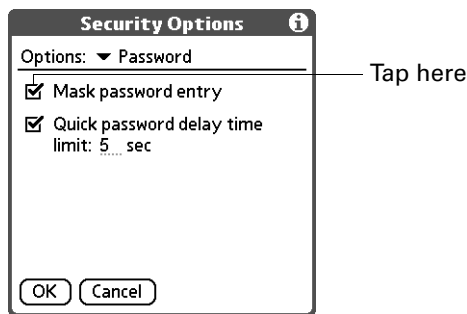 Security Options
Options: Password
Tap here
Mask password entry
Quick password delay time
limit: 5 sec
OK Cancel